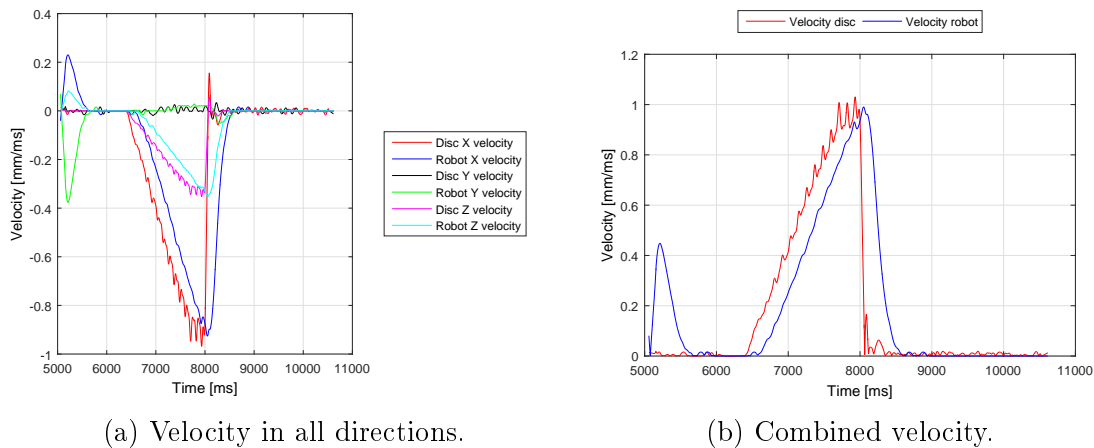 0.4
0.2
0
-0.2
-0.4
-0.6
-0.8
-1
Velocity [mm/ms]
5000 6000 7000 8000 9000 10000 11000
Time [ms]
Disc X velocity
Robot X velocity
Disc Y velocity
Robot Y velocity
Disc Z velocity
Robot Z velocity
(a) Velocity in all directions.
Velocity disc Velocity robot
1.2
1
0.8
0.6
0.4
0.2
0
Velocity [mm/ms]
5000 6000 7000 8000 9000 10000 11000
Time [ms]
(b) Combined velocity.